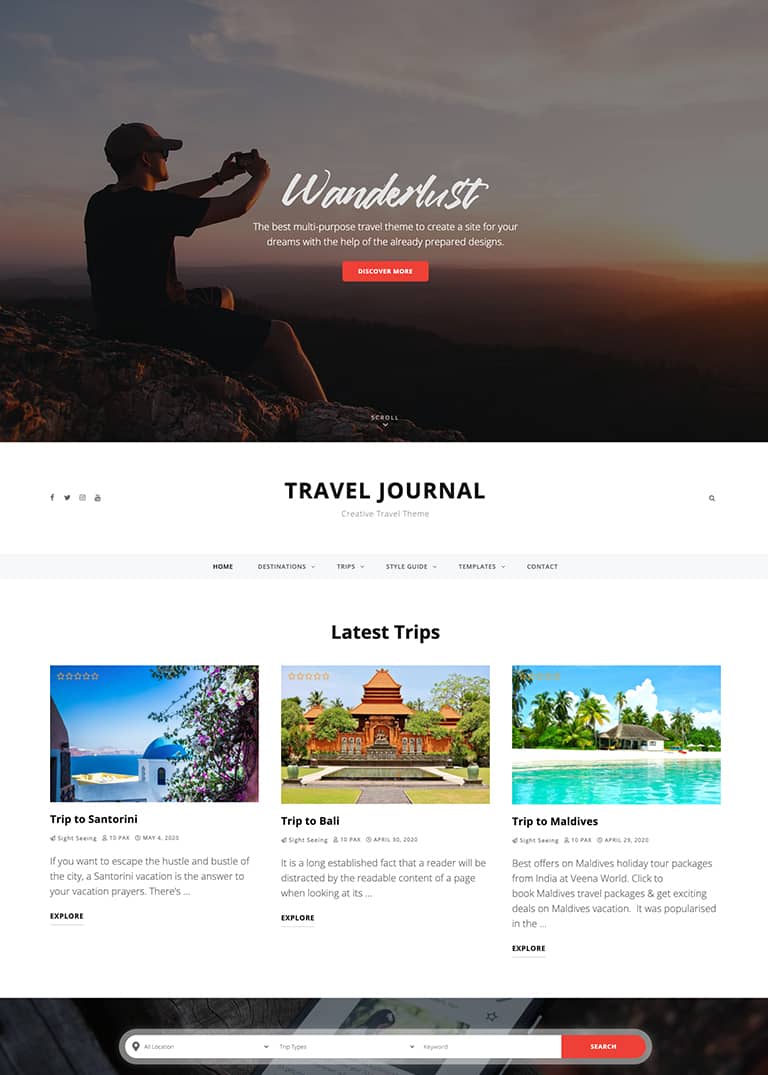 Wanderlust
The best multi-purpose travel theme to create a site for your
dreams with the help of the already prepared designs.
DISCOVER MORE
SCROLL
TRAVEL JOURNAL
Creative Travel Theme
HOME DESTINATIONS TRIPS STYLE GUIDE TEMPLATES CONTACT
Latest Trips
Trip to Santorini
Sight Seeing 10 PAX MAY 4, 2020
If you want to escape the hustle and bustle of
the city, a Santorini vacation is the answer to
your vacation prayers. There's ...
EXPLORE
Trip to Bali
Sight Seeing 10 PAX APRIL 30, 2020
It is a long established fact that a reader will be
distracted by the readable content of a page
when looking at its ...
EXPLORE
Trip to Maldives
Sight Seeing 10 PAX APRIL 29, 2020
Best offers on Maldives holiday tour packages
from India at Veena World. Click to
book Maldives travel packages & get exciting
deals on Maldives vacation.  It was popularised
in the ...
EXPLORE
All Location Trip Types Keyword SEARCH